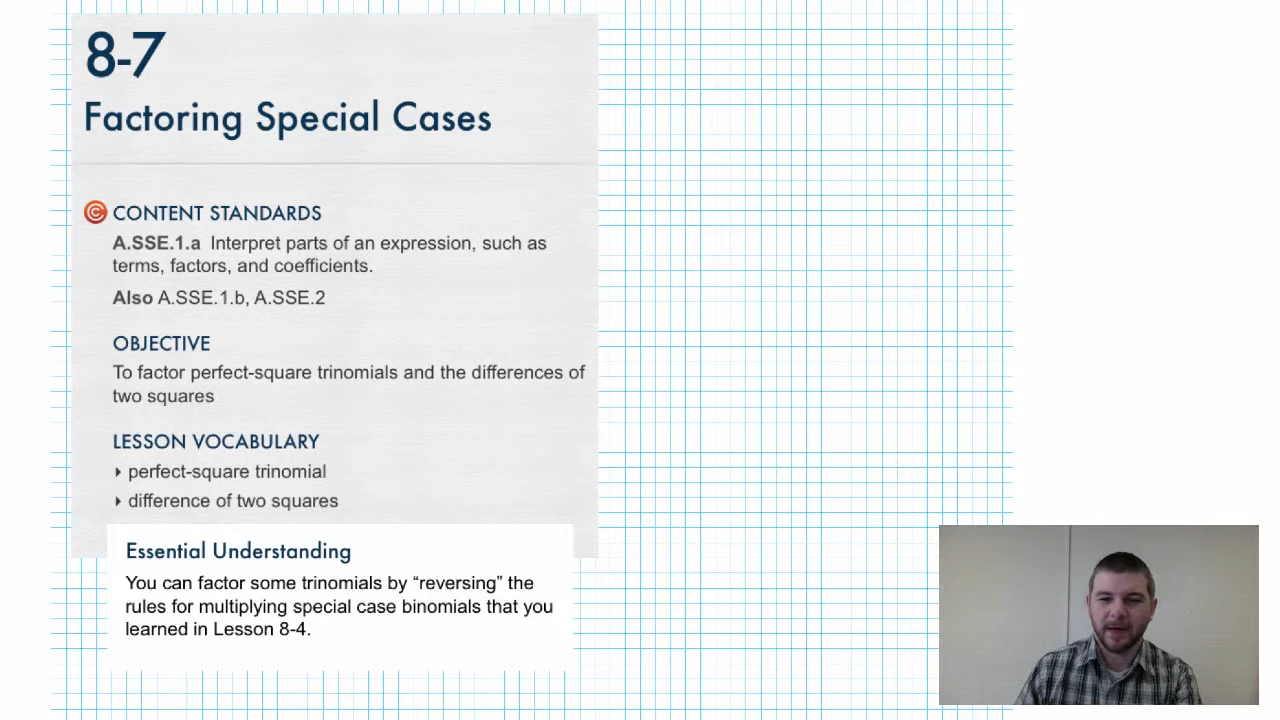 8-7
Factoring Special Cases
CONTENT STANDARDS
A.SSE.1.a Interpret parts of an expression, such as
terms, factors, and coefficients.
Also A.SSE.1.b, A.SSE.2
OBJECTIVE
To factor perfect-square trinomials and the differences of
two squares
LESSON VOCABULARY
perfect-square trinomial
difference of two squares
Essential Understanding
You can factor some trinomials by “reversing” the
rules for multiplying special case binomials that you
learned in Lesson 8-4.